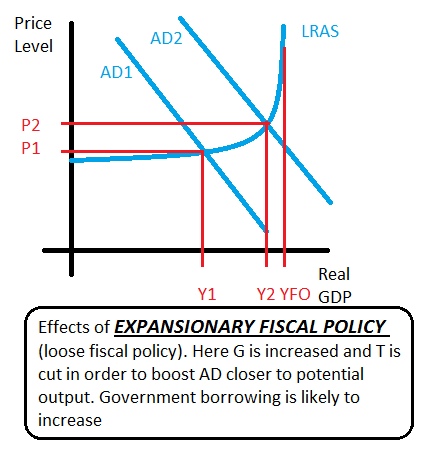 Price
Level
AD2
LRAS
AD1
P2
P1
Real
GDP
Y1
Y2 YFO
Effects of EXPANSIONARY FISCAL POLICY
(loose fiscal policy). Here G is increased and T is
cut in order to boost AD closer to potential
output. Government borrowing is likely to
increase